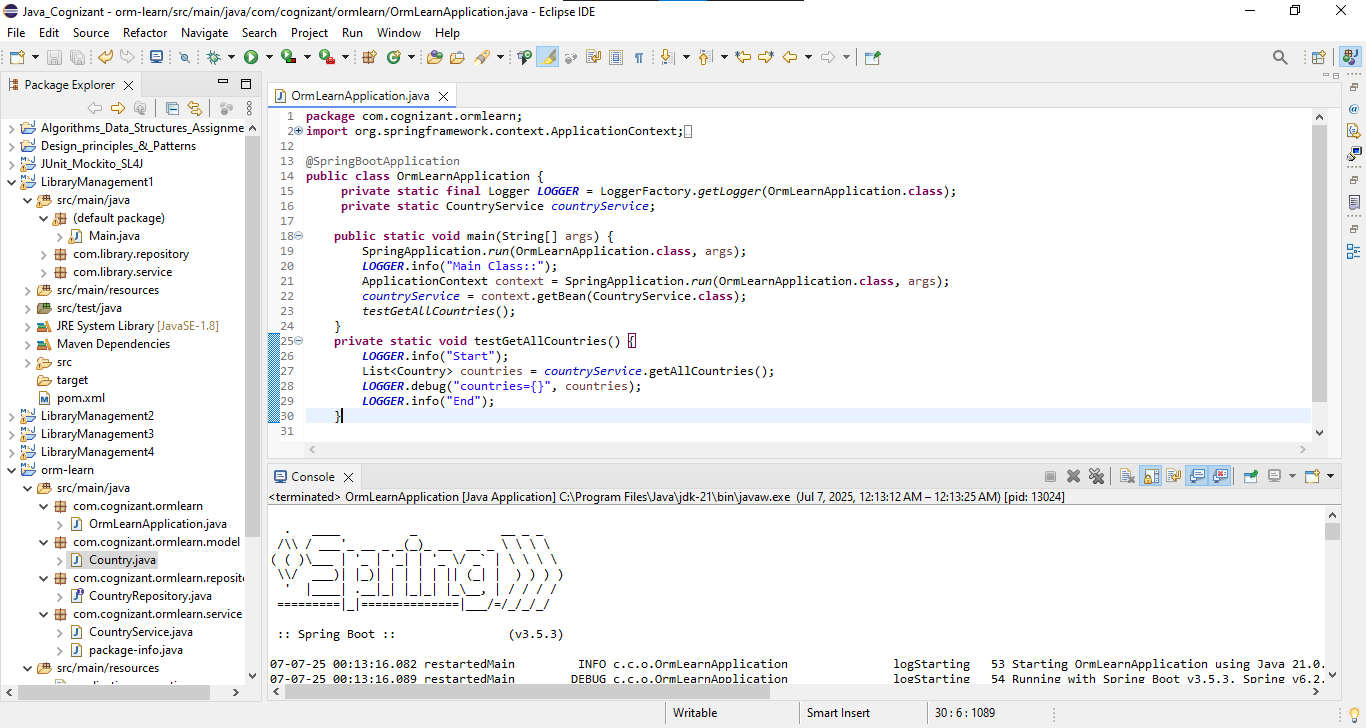 Java_Cognizant - orm-learn/src/main/java/com/cognizant/ormlearn/OrmLearnApplication.java - Eclipse IDE
File Edit Source Refactor Navigate Search Project Run Window Help
Package Explorer
Algorithms_Data_Structures_Assignme
Design_principles_&_Patterns
JUnit_Mockito_SL4J
LibraryManagement1
src/main/java
(default package)
Main.java
com.library.repository
com.library.service
src/main/resources
src/test/java
JRE System Library [JavaSE-1.8]
Maven Dependencies
src
target
pom.xml
LibraryManagement2
LibraryManagement3
LibraryManagement4
orm-learn
src/main/java
com.cognizant.ormlearn
OrmLearnApplication.java
com.cognizant.ormlearn.model
Country.java
com.cognizant.ormlearn.reposit
CountryRepository.java
com.cognizant.ormlearn.service
CountryService.java
package-info.java
src/main/resources
OrmLearnApplication.java
1 package com.cognizant.ormlearn;
2 import org.springframework.context.ApplicationContext;
12
13 @SpringBootApplication
14 public class OrmLearnApplication {
15 private static final Logger LOGGER = LoggerFactory.getLogger(OrmLearnApplication.class);
16 private static CountryService countryService;
17
18 public static void main(String[] args) {
19 SpringApplication.run(OrmLearnApplication.class, args);
20 LOGGER.info("Main Class::");
21 ApplicationContext context = SpringApplication.run(OrmLearnApplication.class, args);
22 countryService = context.getBean(CountryService.class);
23 testGetAllCountries();
24 }
25 private static void testGetAllCountries() {
26 LOGGER.info("Start");
27 List<Country> countries = countryService.getAllCountries();
28 LOGGER.debug("countries={}", countries);
29 LOGGER.info("End");
30 }
31
Console
<terminated> OrmLearnApplication [Java Application] C:\Program Files\Java\jdk-21\bin\javaw.exe (Jul 7, 2025, 12:13:12 AM – 12:13:25 AM) [pid: 13024]
  .   ____          _            __ _ _
 /\\ / ___'_ __ _ _(_)_ __  __ _ \ \ \ \
( ( )\___ | '_ | '_| | '_ \/ _` | \ \ \ \
 \\/  ___)| |_)| | | | | || (_| |  ) ) ) )
  '  |____| .__|_| |_|_| |_\__, | / / / /
 =========|_|==============|___/=/_/_/_/
:: Spring Boot :: (v3.5.3)
07-07-25 00:13:16.082 restartedMain INFO c.c.o.OrmLearnApplication logStarting 53 Starting OrmLearnApplication using Java 21.0.
07-07-25 00:13:16.089 restartedMain DEBUG c.c.o.OrmLearnApplication logStarting 54 Running with Spring Boot v3.5.3, Spring v6.2.
Writable Smart Insert 30 : 6 : 1089